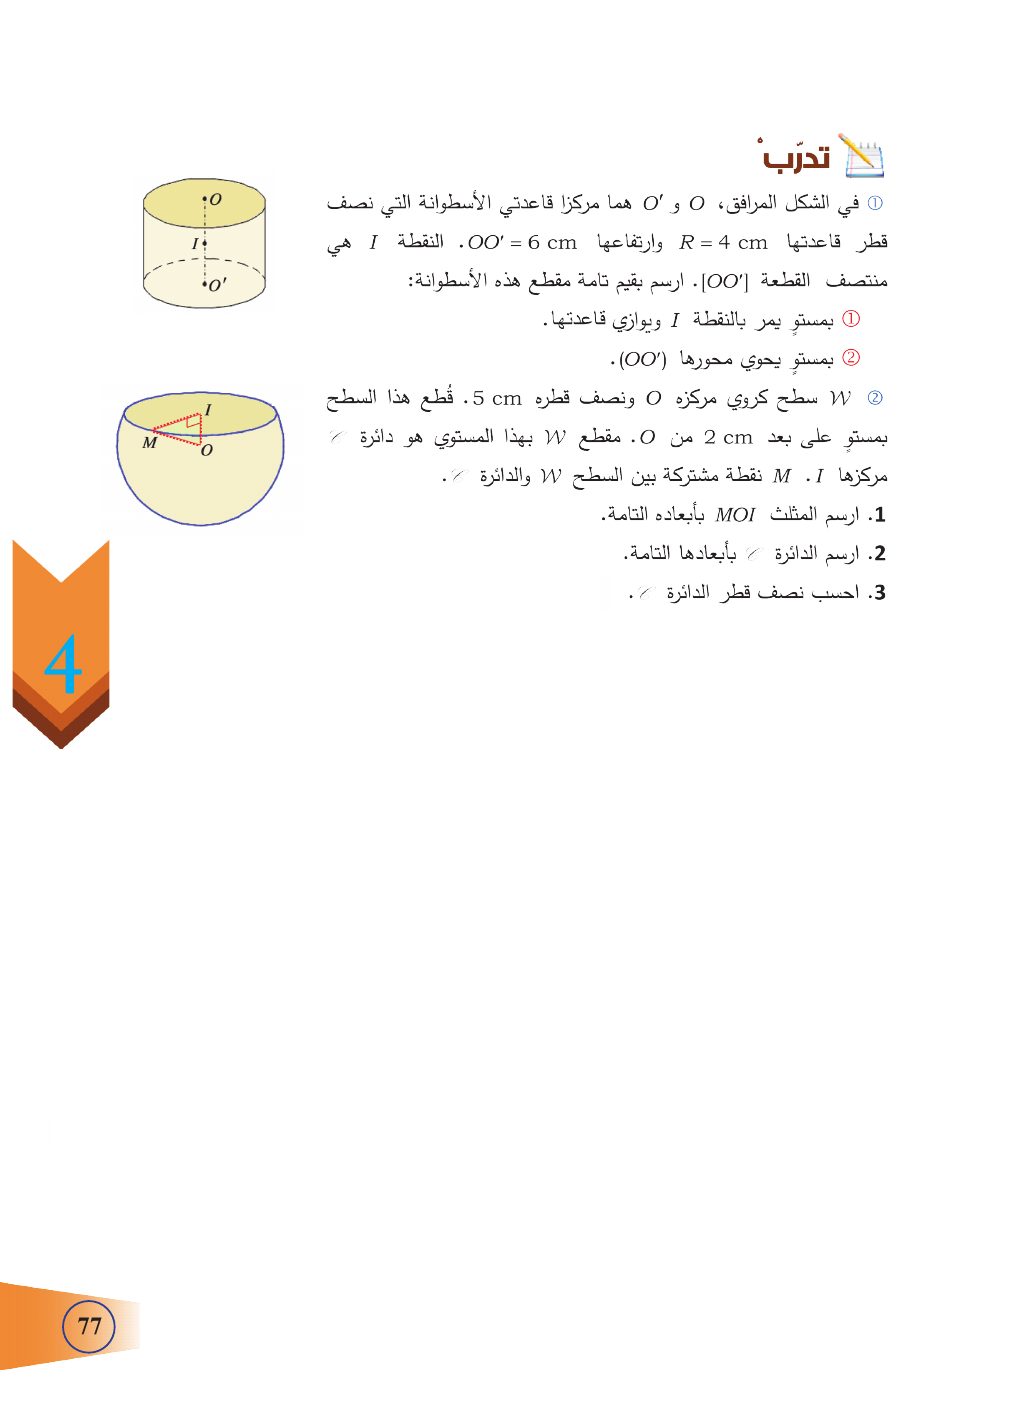 تدرّبْ
① في الشكل المرافق، O و O′ هما مركزا قاعدتي الأسطوانة التي نصف
قطر قاعدتها R = 4 cm وارتفاعها OO′ = 6 cm. النقطة I هي
منتصف القطعة [OO′]. ارسم بقيم تامة مقطع هذه الأسطوانة:
① بمستوٍ يمر بالنقطة I ويوازي قاعدتها.
② بمستوٍ يحوي محورها (OO′).
O
I
O′
② W سطح كروي مركزه O ونصف قطره 5 cm. قُطع هذا السطح
بمستوٍ على بعد 2 cm من O. مقطع W بهذا المستوي هو دائرة C
مركزها I. M نقطة مشتركة بين السطح W والدائرة C.
1. ارسم المثلث MOI بأبعاده التامة.
2. ارسم الدائرة C بأبعادها التامة.
3. احسب نصف قطر الدائرة C.
I
M
O
4
77